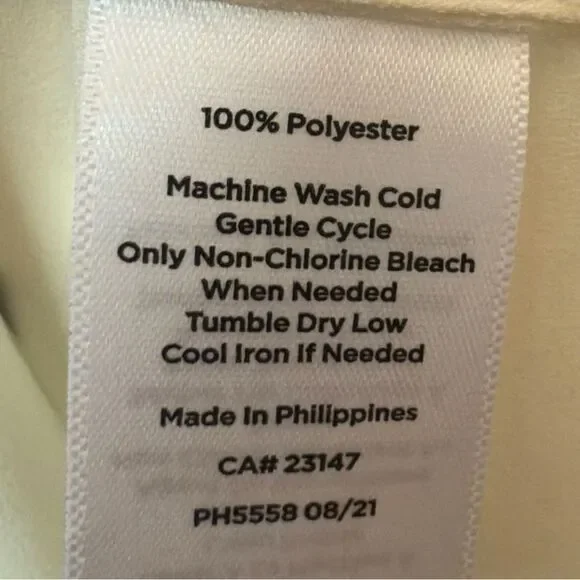 100% Polyester
Machine Wash Cold
Gentle Cycle
Only Non-Chlorine Bleach
When Needed
Tumble Dry Low
Cool Iron If Needed
Made In Philippines
CA# 23147
PH5558 08/21